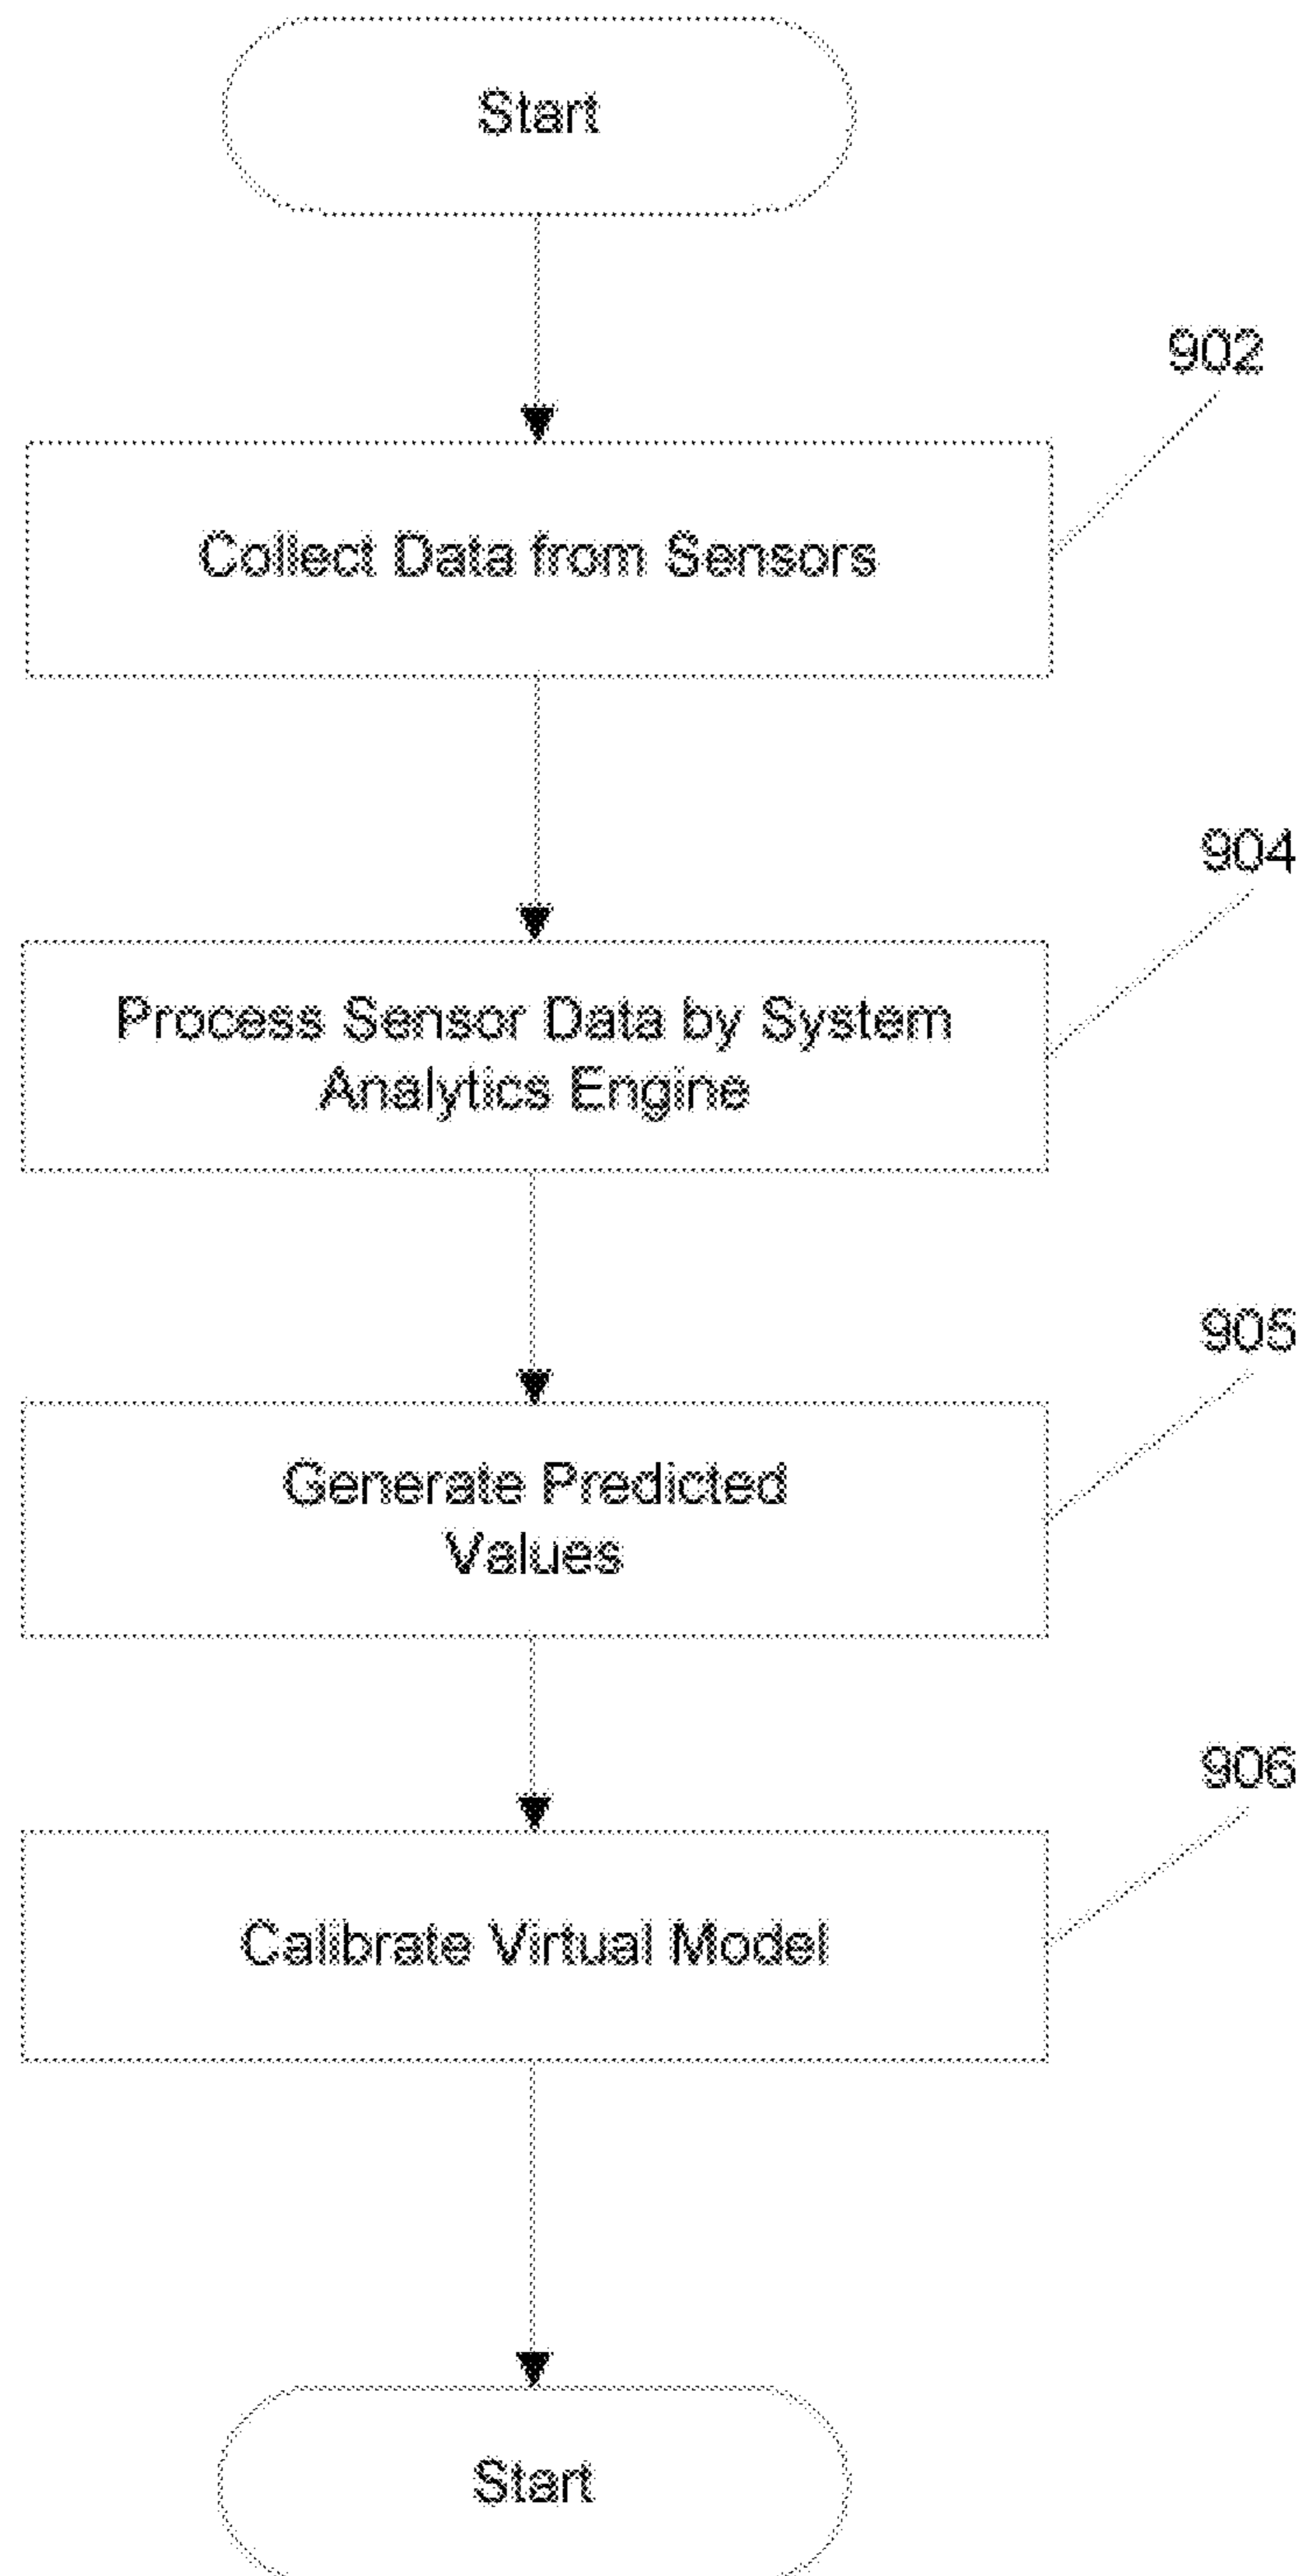 Start
902
Collect Data from Sensors
904
Process Sensor Data by System
Analytics Engine
905
Generate Predicted
Values
906
Calibrate Virtual Model
Start